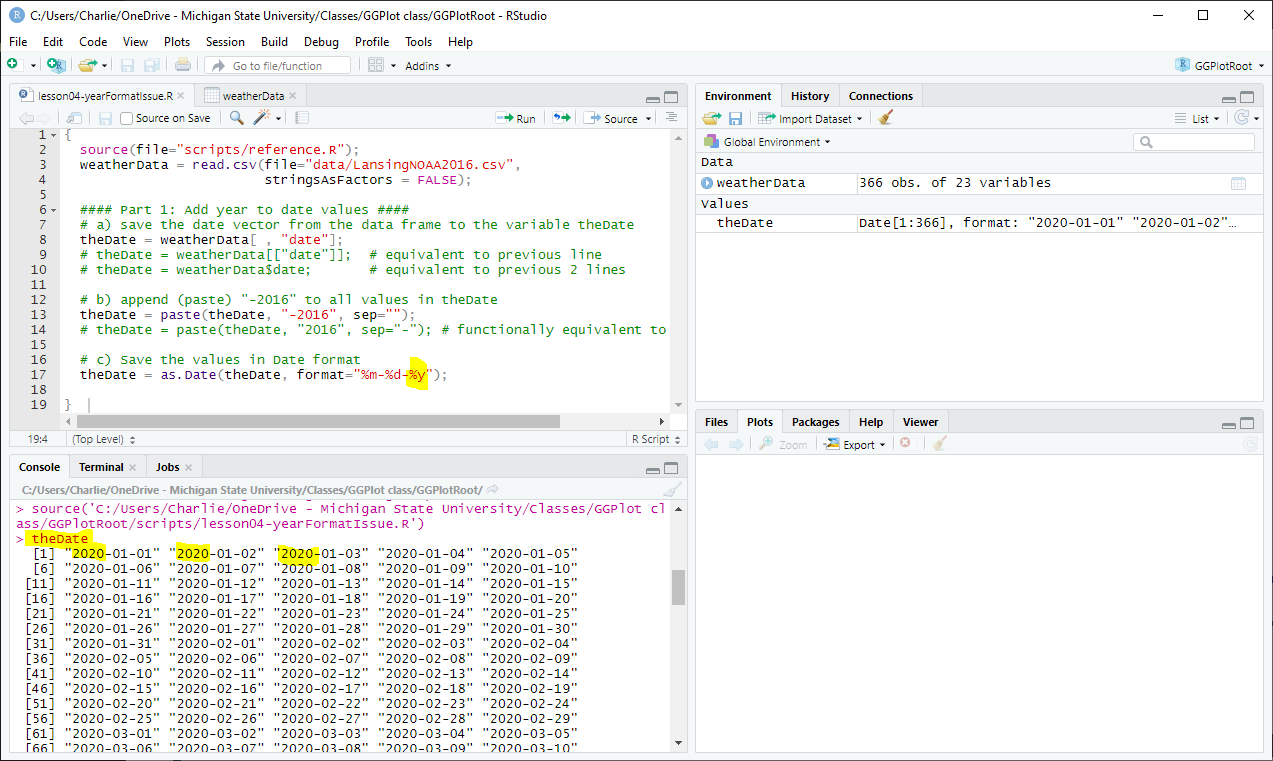 C:/Users/Charlie/OneDrive - Michigan State University/Classes/GGPlot class/GGPlotRoot - RStudio
File Edit Code View Plots Session Build Debug Profile Tools Help
Go to file/function Addins GGPlotRoot
lesson04-yearFormatIssue.R weatherData
Source on Save Run Source
1 {
2 source(file="scripts/reference.R");
3 weatherData = read.csv(file="data/LansingNOAA2016.csv",
4 stringsAsFactors = FALSE);
5
6 #### Part 1: Add year to date values ####
7 # a) save the date vector from the data frame to the variable theDate
8 theDate = weatherData[ , "date"];
9 # theDate = weatherData[["date"]]; # equivalent to previous line
10 # theDate = weatherData$date; # equivalent to previous 2 lines
11
12 # b) append (paste) "-2016" to all values in theDate
13 theDate = paste(theDate, "-2016", sep="");
14 # theDate = paste(theDate, "2016", sep="-"); # functionally equivalent to
15
16 # c) Save the values in Date format
17 theDate = as.Date(theDate, format="%m-%d-%y");
18
19 }
19:4 (Top Level) R Script
Console Terminal Jobs
C:/Users/Charlie/OneDrive - Michigan State University/Classes/GGPlot class/GGPlotRoot/
> source('C:/Users/Charlie/OneDrive - Michigan State University/Classes/GGPlot cl
ass/GGPlotRoot/scripts/lesson04-yearFormatIssue.R')
> theDate
[1] "2020-01-01" "2020-01-02" "2020-01-03" "2020-01-04" "2020-01-05"
[6] "2020-01-06" "2020-01-07" "2020-01-08" "2020-01-09" "2020-01-10"
[11] "2020-01-11" "2020-01-12" "2020-01-13" "2020-01-14" "2020-01-15"
[16] "2020-01-16" "2020-01-17" "2020-01-18" "2020-01-19" "2020-01-20"
[21] "2020-01-21" "2020-01-22" "2020-01-23" "2020-01-24" "2020-01-25"
[26] "2020-01-26" "2020-01-27" "2020-01-28" "2020-01-29" "2020-01-30"
[31] "2020-01-31" "2020-02-01" "2020-02-02" "2020-02-03" "2020-02-04"
[36] "2020-02-05" "2020-02-06" "2020-02-07" "2020-02-08" "2020-02-09"
[41] "2020-02-10" "2020-02-11" "2020-02-12" "2020-02-13" "2020-02-14"
[46] "2020-02-15" "2020-02-16" "2020-02-17" "2020-02-18" "2020-02-19"
[51] "2020-02-20" "2020-02-21" "2020-02-22" "2020-02-23" "2020-02-24"
[56] "2020-02-25" "2020-02-26" "2020-02-27" "2020-02-28" "2020-02-29"
[61] "2020-03-01" "2020-03-02" "2020-03-03" "2020-03-04" "2020-03-05"
[66] "2020-03-06" "2020-03-07" "2020-03-08" "2020-03-09" "2020-03-10"
Environment History Connections
Import Dataset List
Global Environment
Data
weatherData 366 obs. of 23 variables
Values
theDate Date[1:366], format: "2020-01-01" "2020-01-02"…
Files Plots Packages Help Viewer
Zoom Export